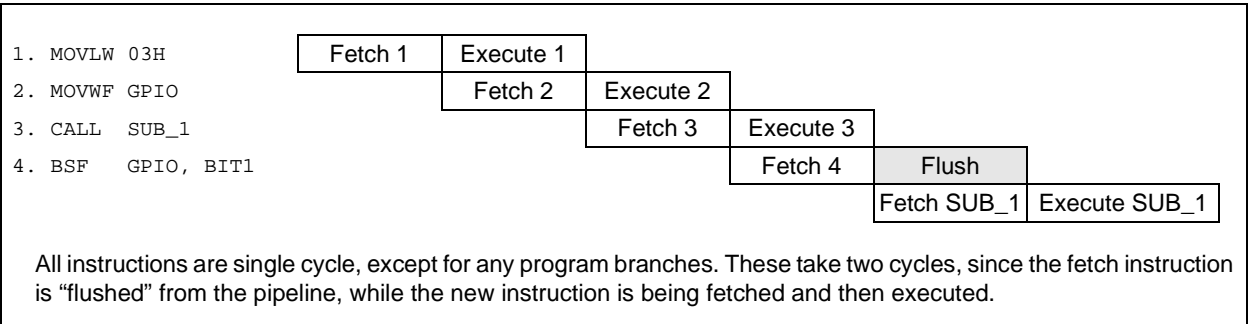 1. MOVLW 03H Fetch 1 Execute 1
2. MOVWF GPIO Fetch 2 Execute 2
3. CALL SUB_1 Fetch 3 Execute 3
4. BSF GPIO, BIT1 Fetch 4 Flush
Fetch SUB_1 Execute SUB_1
All instructions are single cycle, except for any program branches. These take two cycles, since the fetch instruction
is “flushed” from the pipeline, while the new instruction is being fetched and then executed.